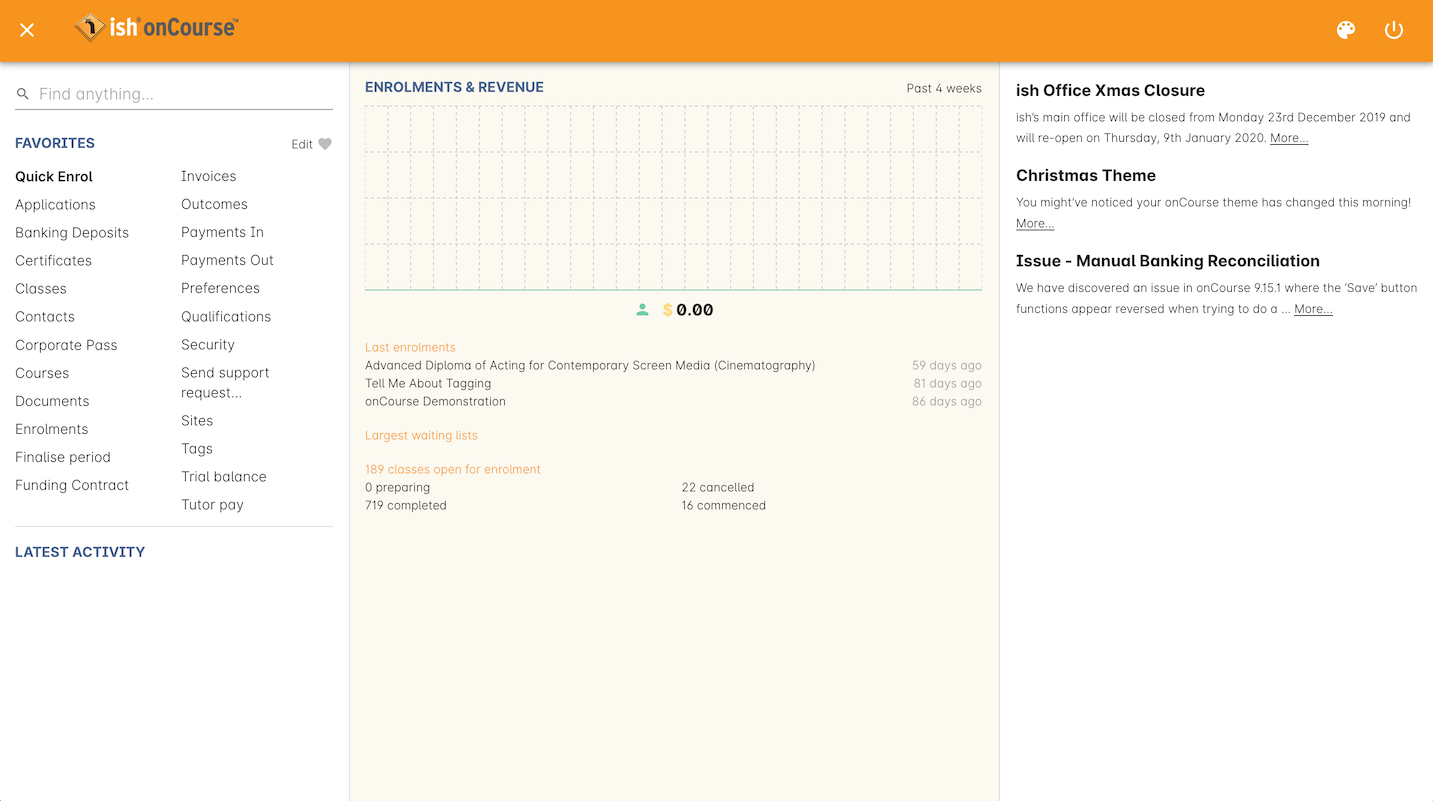 ish onCourse™
Find anything...
FAVORITES
Edit
Quick Enrol
Applications
Banking Deposits
Certificates
Classes
Contacts
Corporate Pass
Courses
Documents
Enrolments
Finalise period
Funding Contract
Invoices
Outcomes
Payments In
Payments Out
Preferences
Qualifications
Security
Send support
request...
Sites
Tags
Trial balance
Tutor pay
LATEST ACTIVITY
ENROLMENTS & REVENUE
Past 4 weeks
$ 0.00
Last enrolments
Advanced Diploma of Acting for Contemporary Screen Media (Cinematography) 59 days ago
Tell Me About Tagging 81 days ago
onCourse Demonstration 86 days ago
Largest waiting lists
189 classes open for enrolment
0 preparing 22 cancelled
719 completed 16 commenced
ish Office Xmas Closure
ish's main office will be closed from Monday 23rd December 2019 and
will re-open on Thursday, 9th January 2020. More...
Christmas Theme
You might've noticed your onCourse theme has changed this morning!
More...
Issue - Manual Banking Reconciliation
We have discovered an issue in onCourse 9.15.1 where the 'Save' button
functions appear reversed when trying to do a ... More...